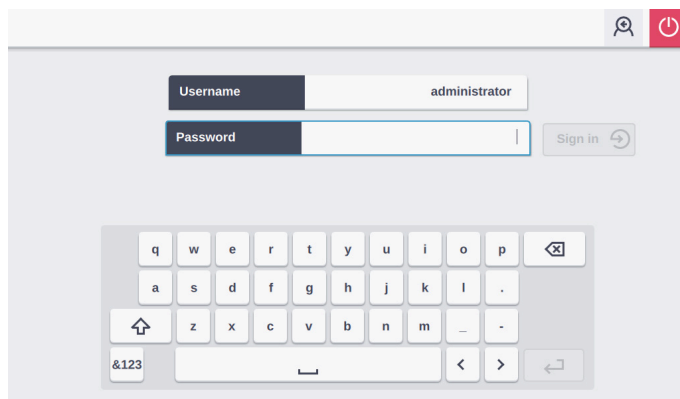 Username administrator
Password
Sign in
q w e r t y u i o p
a s d f g h j k l .
z x c v b n m _ -
&123 < >